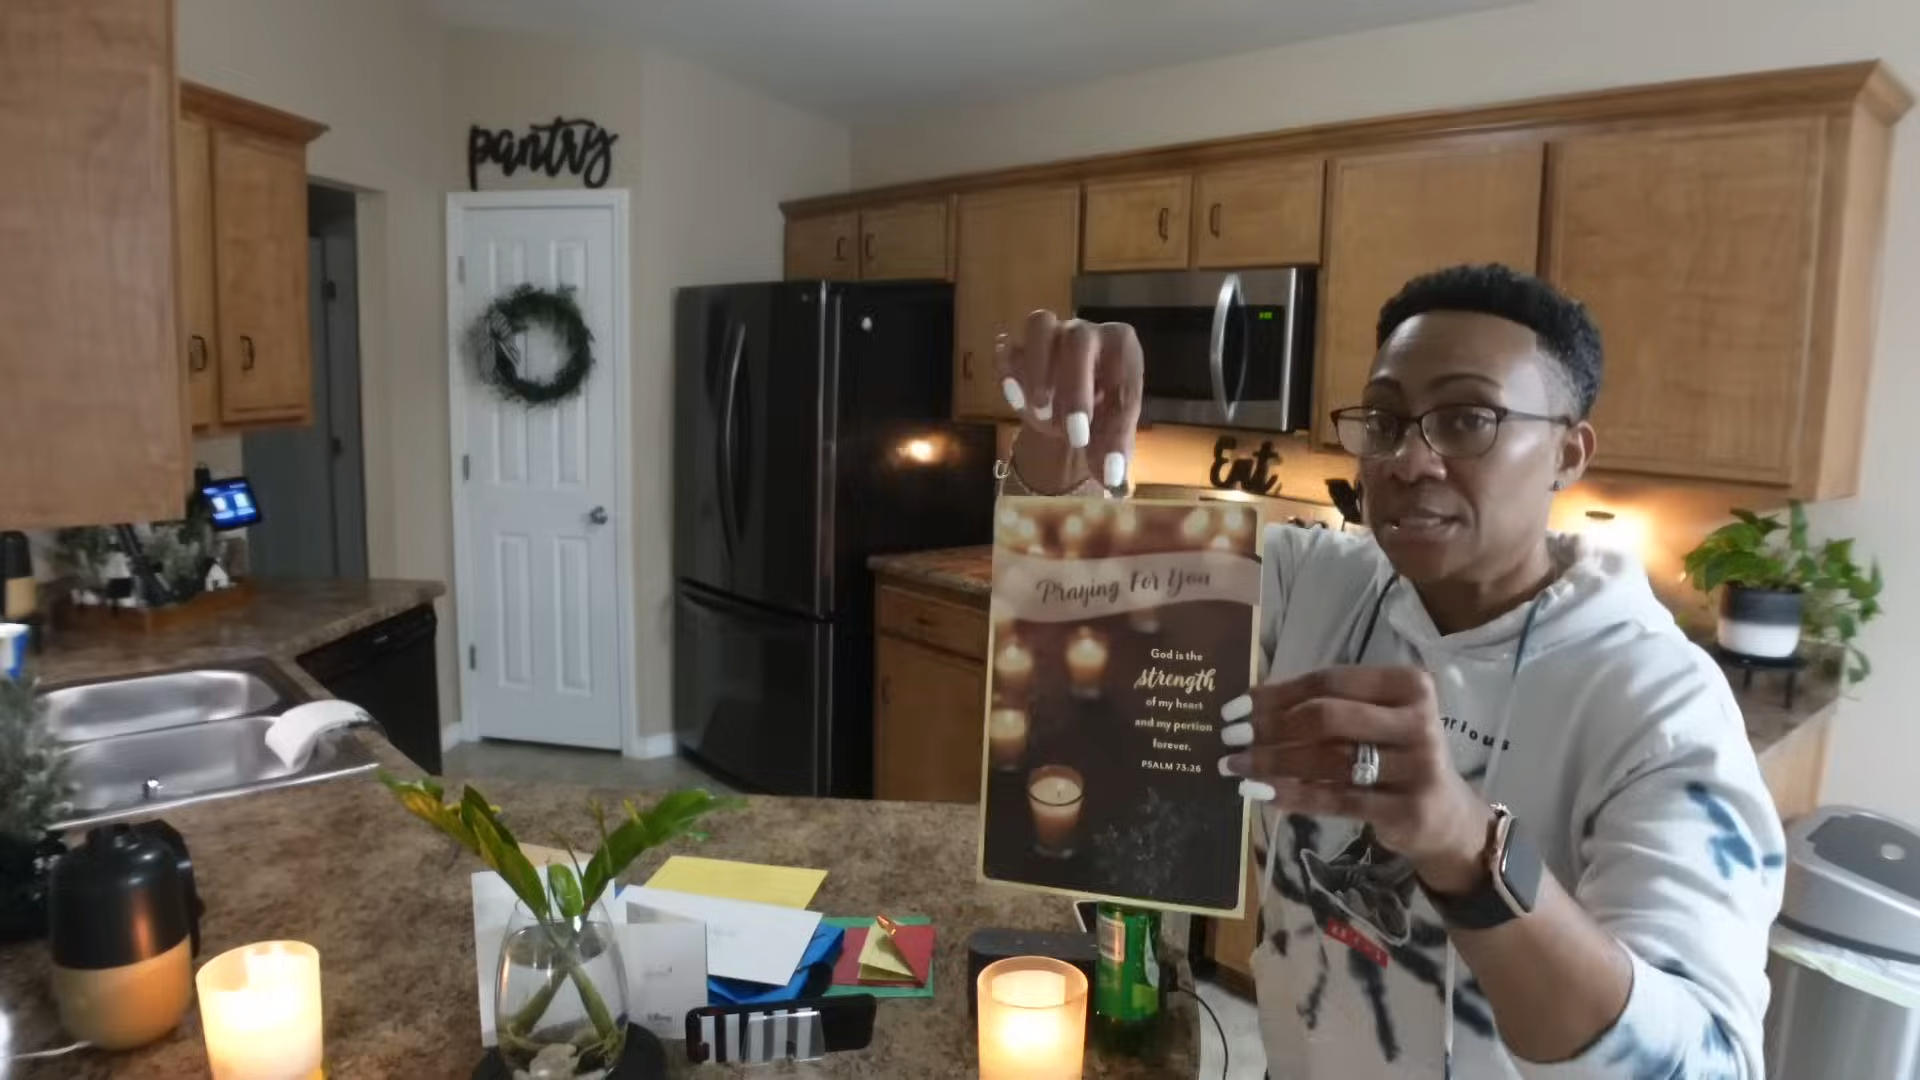 pantry
Eat
Praying For You
God is the
strength
of my heart
and my portion
forever.
PSALM 73.26